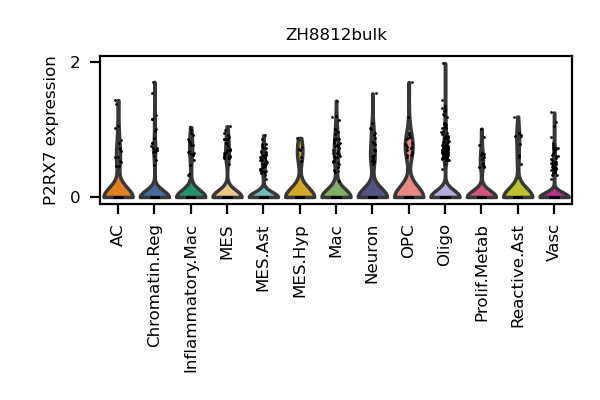 ZH8812bulk
P2RX7 expression
2
0
AC
Chromatin.Reg
Inflammatory.Mac
MES
MES.Ast
MES.Hyp
Mac
Neuron
OPC
Oligo
Prolif.Metab
Reactive.Ast
Vasc